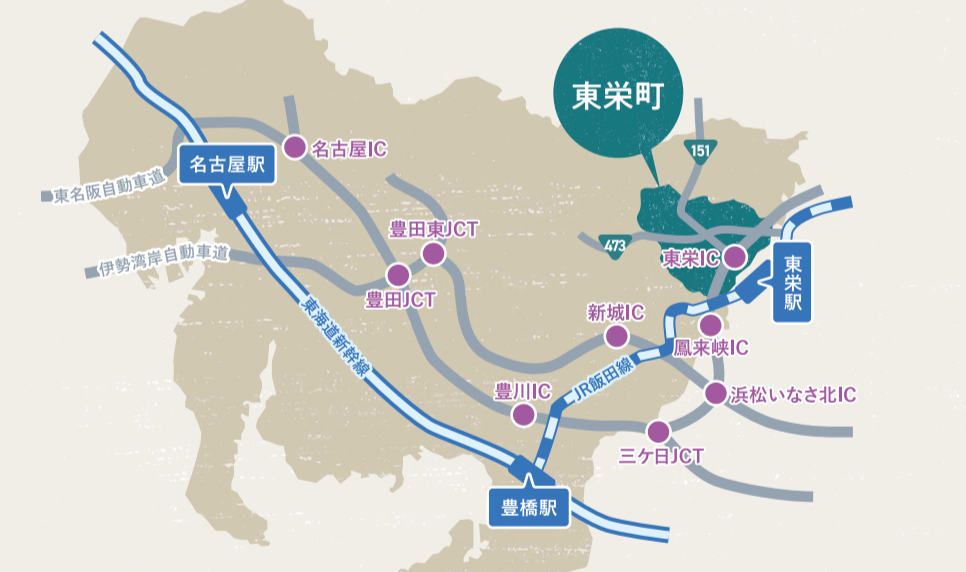 東栄町
151
名古屋IC
名古屋駅
東名阪自動車道
豊田東JCT
473
東栄IC
伊勢湾岸自動車道
東栄駅
豊田JCT
新城IC
東海道新幹線
鳳来峡IC
JR飯田線
豊川IC
浜松いなさ北IC
三ケ日JCT
豊橋駅